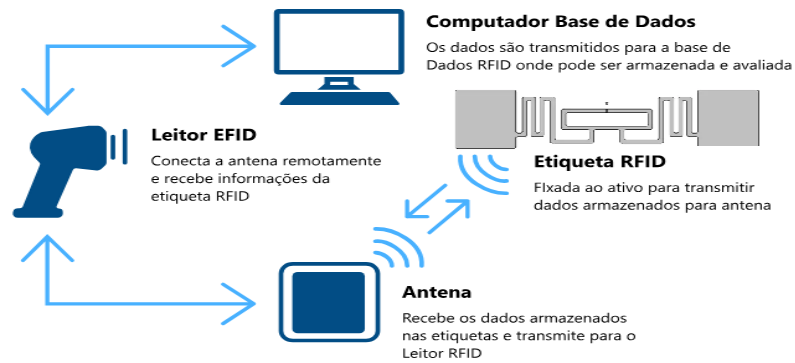 Computador Base de Dados
Os dados são transmitidos para a base de
Dados RFID onde pode ser armazenada e avaliada
Leitor EFID
Conecta a antena remotamente
e recebe informações da
etiqueta RFID
Etiqueta RFID
FIxada ao ativo para transmitir
dados armazenados para antena
Antena
Recebe os dados armazenados
nas etiquetas e transmite para o
Leitor RFID